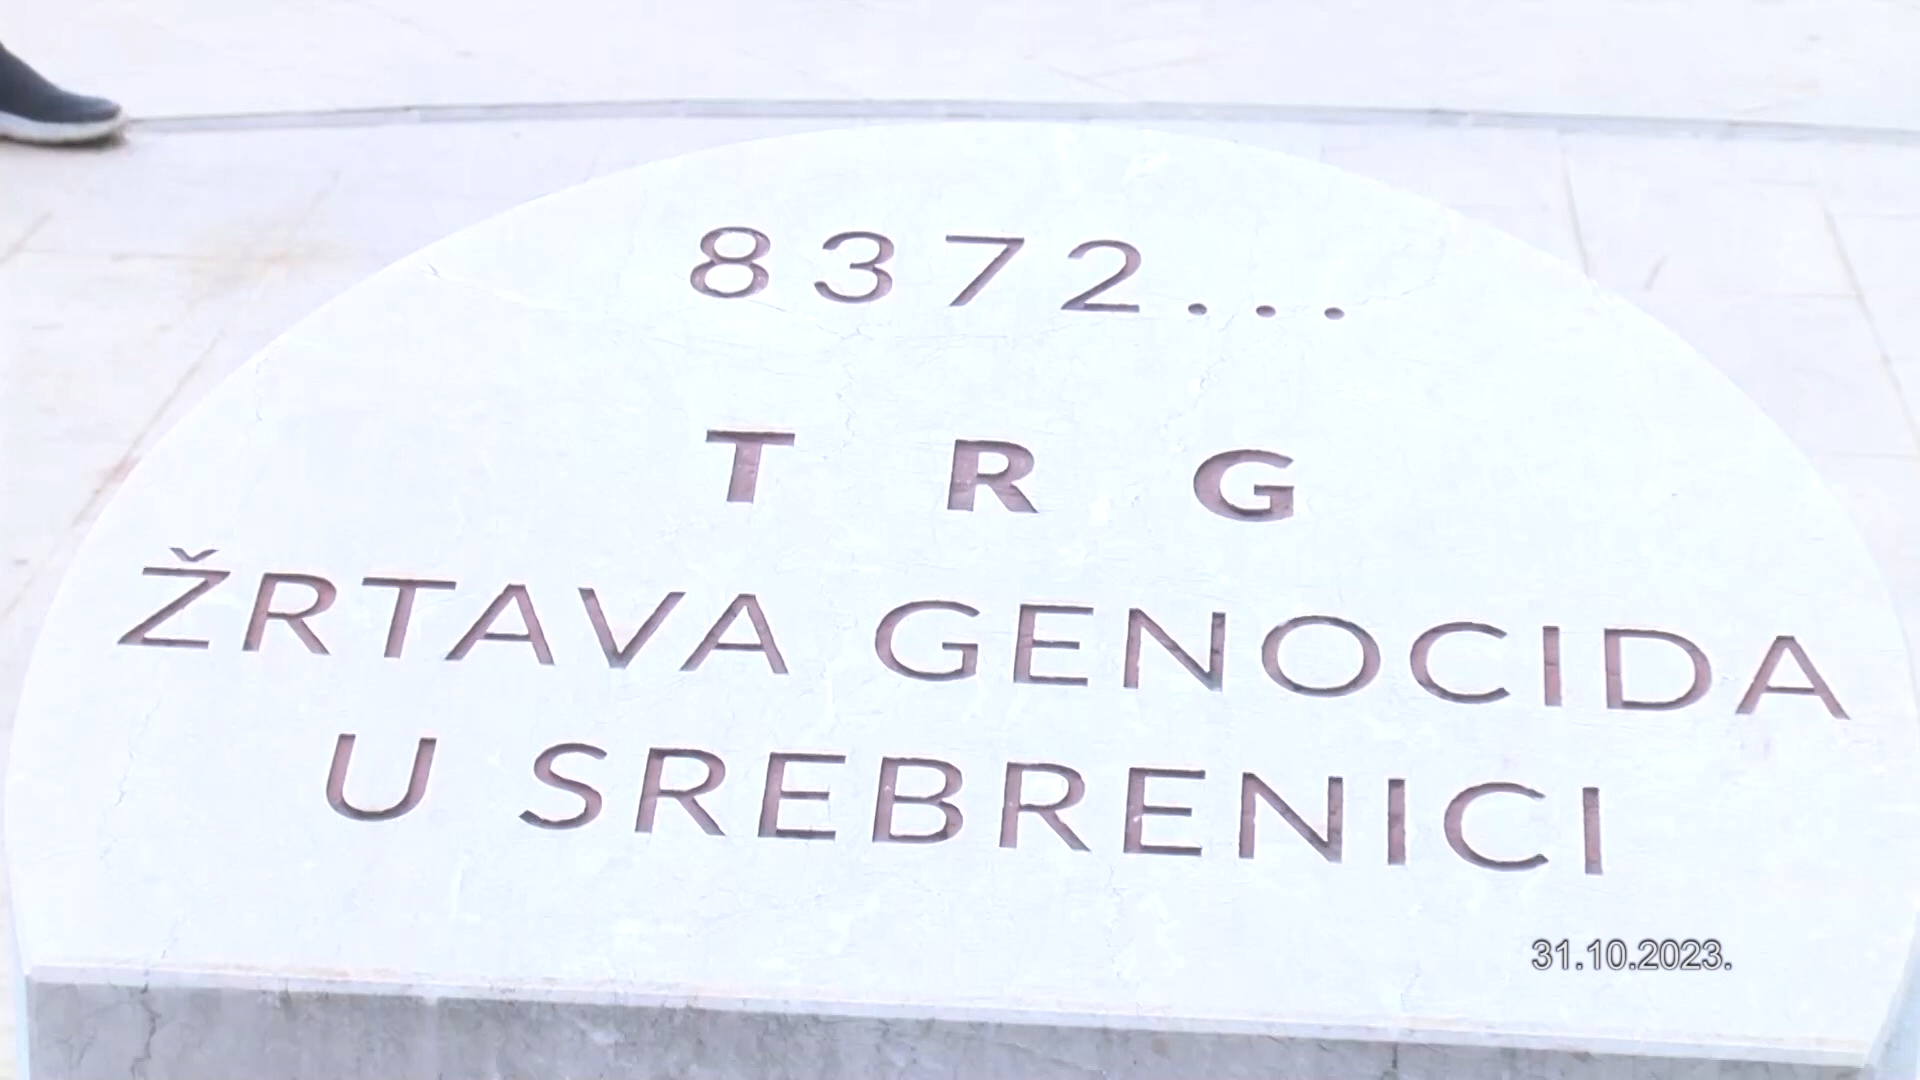 8372...
TRG
ŽRTAVA GENOCIDA
U SREBRENICI
31.10.2023.